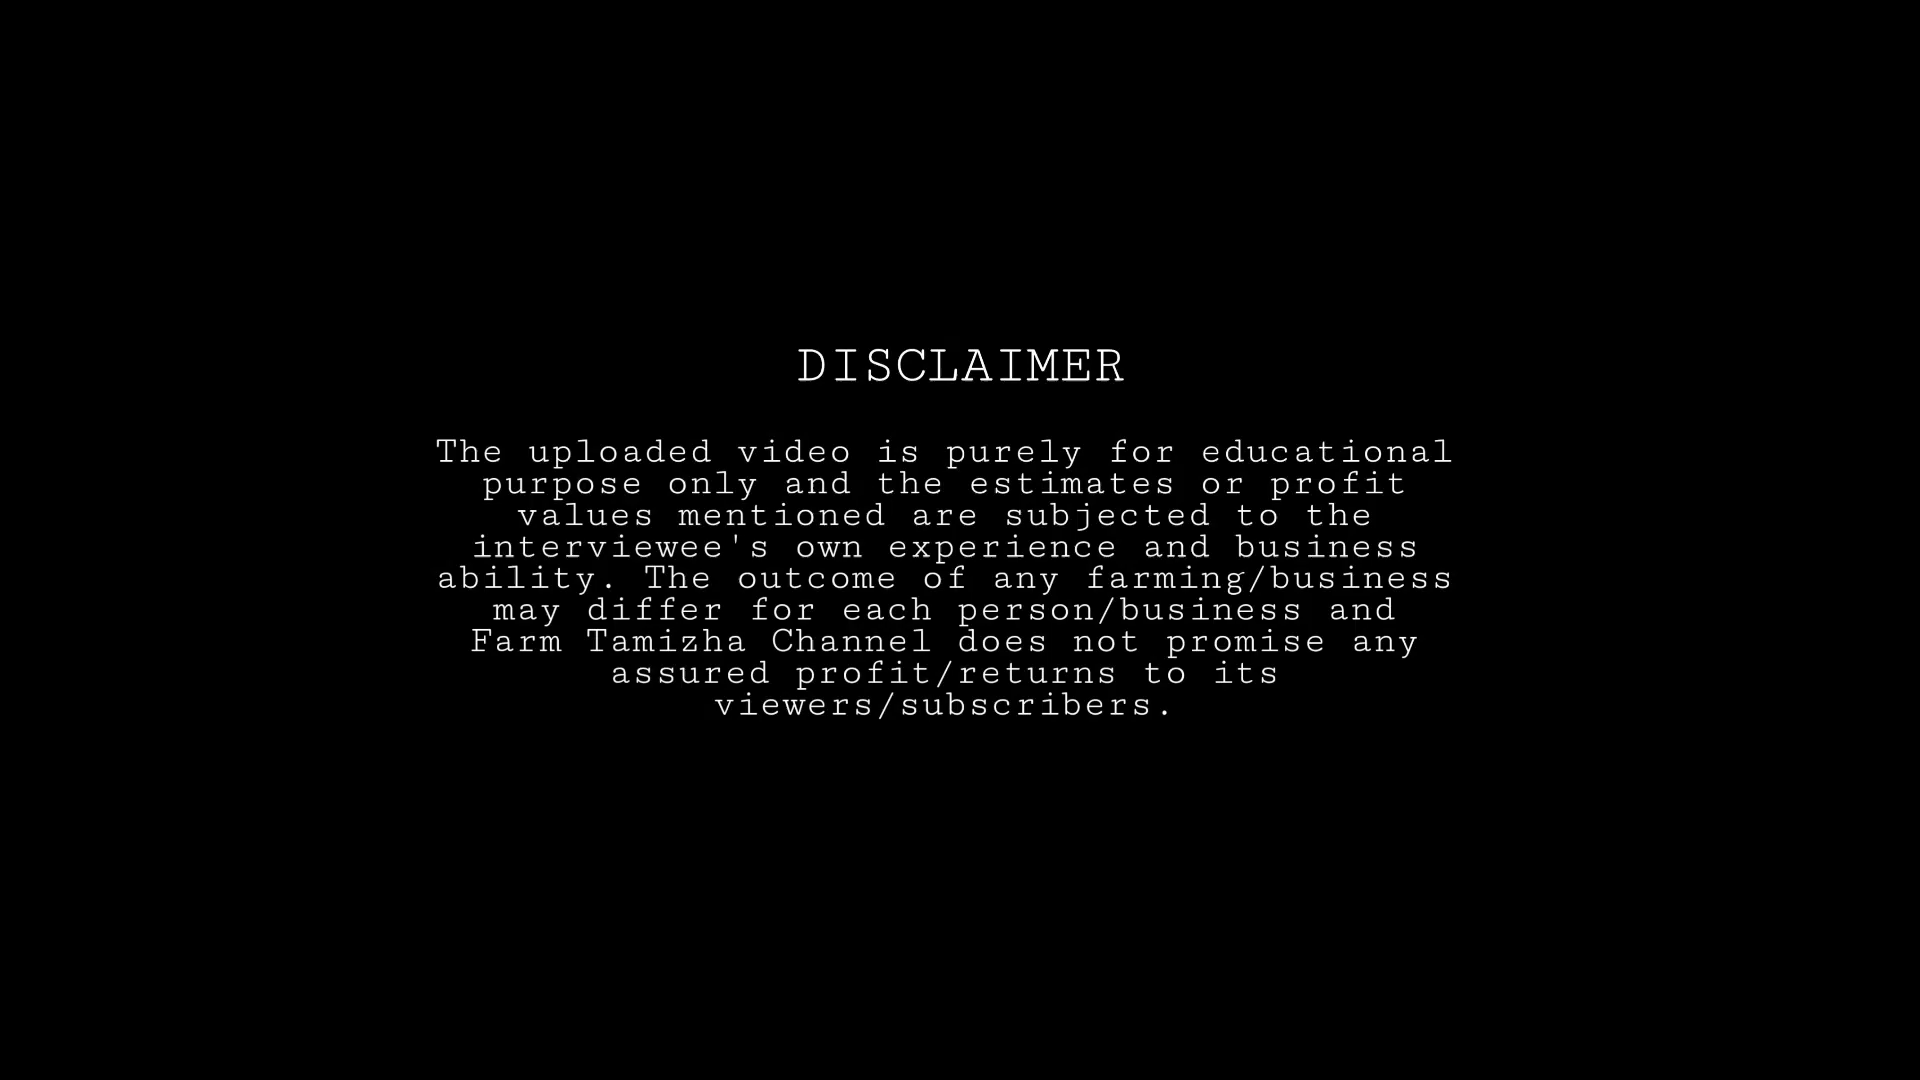 DISCLAIMER
The uploaded video is purely for educational
purpose only and the estimates or profit
values mentioned are subjected to the
interviewee's own experience and business
ability. The outcome of any farming/business
may differ for each person/business and
Farm Tamizha Channel does not promise any
assured profit/returns to its
viewers/subscribers.